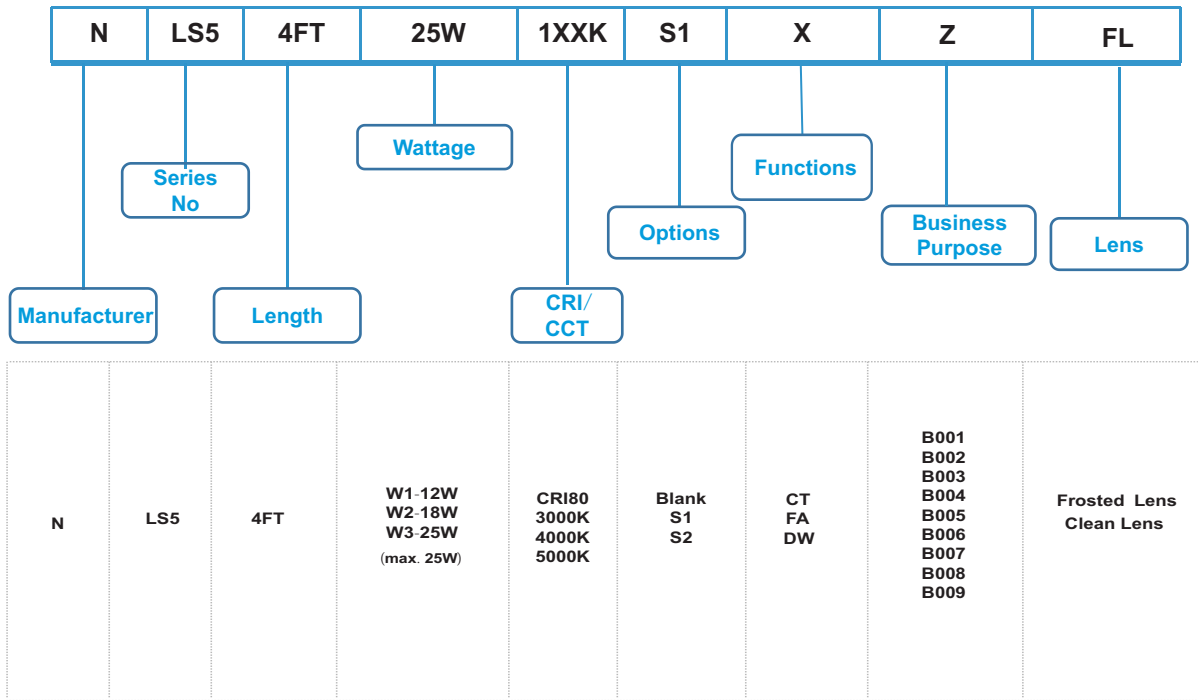 N LS5 4FT 25W 1XXK S1 X Z FL
Wattage
Series
No
Functions
Options
Business
Purpose
Lens
Manufacturer
Length
CRI/
CCT
N
LS5
4FT
W1-12W
W2-18W
W3-25W
(max. 25W)
CRI80
3000K
4000K
5000K
Blank
S1
S2
CT
FA
DW
B001
B002
B003
B004
B005
B006
B007
B008
B009
Frosted Lens
Clean Lens